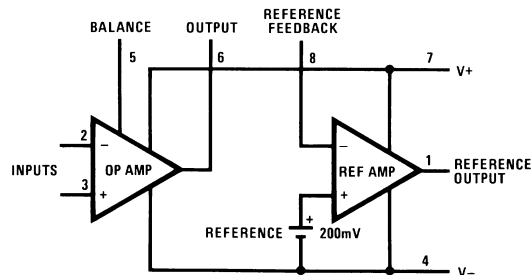 BALANCE
OUTPUT
REFERENCE
FEEDBACK
5
6
8
7
V+
2
−
INPUTS
OP AMP
3
+
−
REF AMP
+
1
REFERENCE
OUTPUT
REFERENCE
+
200mV
4
V−